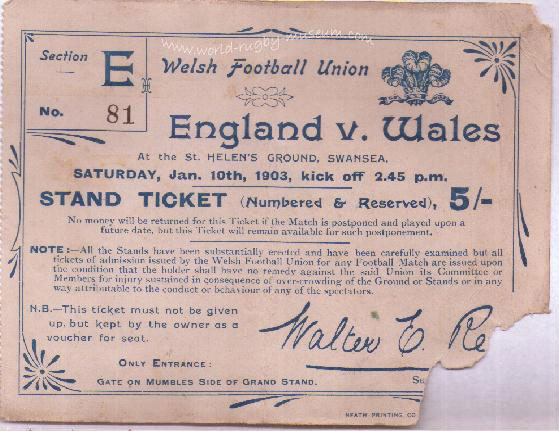 www.world-rugby-museum.com
Section E
No. 81
Welsh Football Union
England v. Wales
At the St. HELEN'S GROUND, SWANSEA,
SATURDAY, Jan. 10th, 1903, kick off 2.45 p.m.
STAND TICKET (Numbered & Reserved), 5/-
No money will be returned for this Ticket if the Match is postponed and played upon a
future date, but this Ticket will remain available for such postponement.
NOTE :—All the Stands have been substantially erected and have been carefully examined but all
tickets of admission issued by the Welsh Football Union for any Football Match are issued upon
the condition that the holder shall have no remedy against the said Union its Committee or
Members for injury sustained in consequence of over-crowding of the Ground or Stands or in any
way attributable to the conduct or behaviour of any of the spectators.
N.B.—This ticket must not be given
up, but kept by the owner as a
voucher for seat.
Walter E. Re
ONLY ENTRANCE :
GATE ON MUMBLES SIDE OF GRAND STAND.
NEATH PRINTING CO